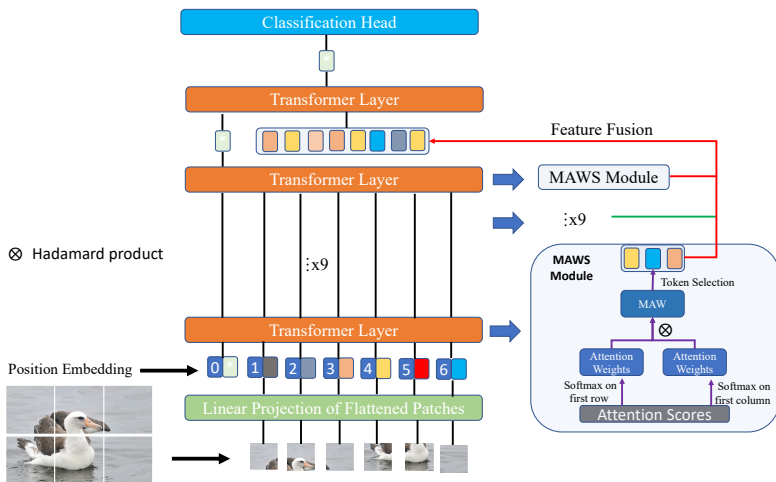 Classification Head
*
Transformer Layer
Feature Fusion
*
Transformer Layer
MAWS Module
⋮x9
⊗ Hadamard product
⋮x9
MAWS
Module
Token Selection
MAW
⊗
Transformer Layer
Attention
Weights
Attention
Weights
Position Embedding
0 * 1 2 3 4 5 6
Softmax on
first row
Softmax on
first column
Linear Projection of Flattened Patches
Attention Scores